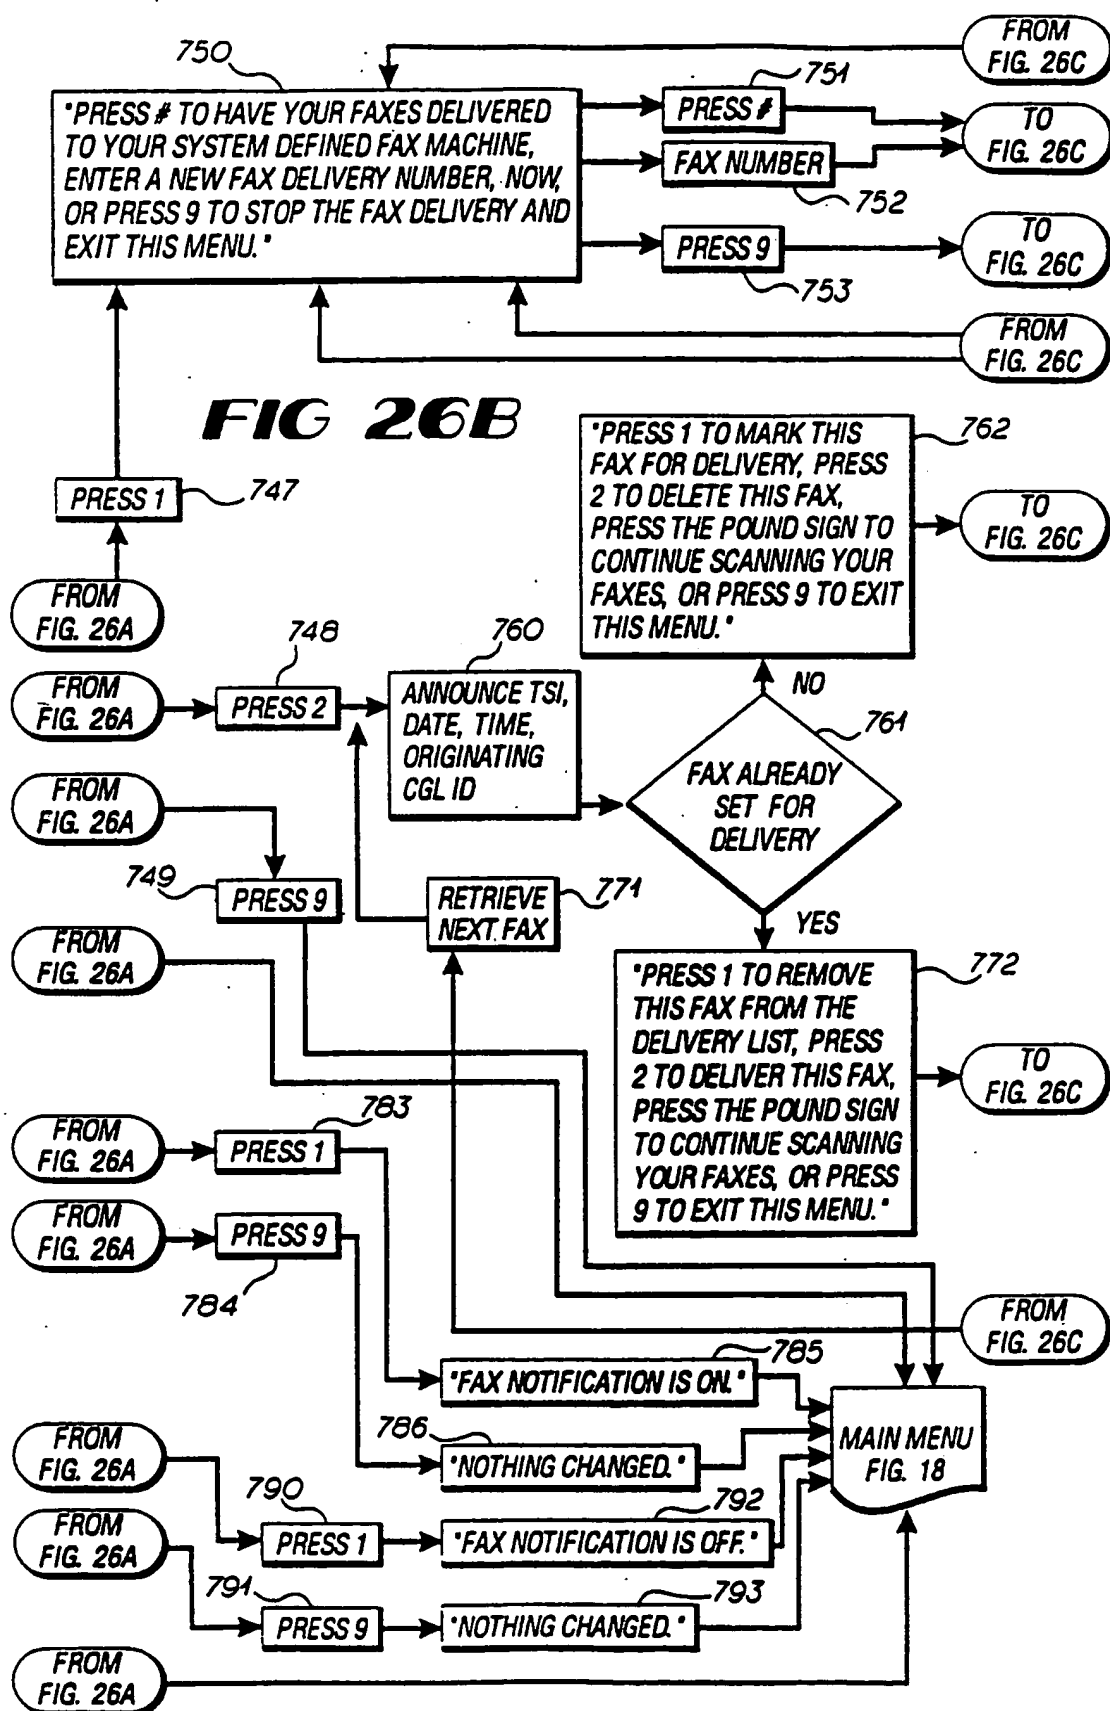 750
FROM
FIG. 26C
"PRESS # TO HAVE YOUR FAXES DELIVERED
TO YOUR SYSTEM DEFINED FAX MACHINE,
ENTER A NEW FAX DELIVERY NUMBER, NOW,
OR PRESS 9 TO STOP THE FAX DELIVERY AND
EXIT THIS MENU."
751
PRESS #
TO
FIG. 26C
FAX NUMBER
752
PRESS 9
TO
FIG. 26C
753
FROM
FIG. 26C
FIG 26B
PRESS 1
747
FROM
FIG. 26A
762
"PRESS 1 TO MARK THIS
FAX FOR DELIVERY, PRESS
2 TO DELETE THIS FAX,
PRESS THE POUND SIGN TO
CONTINUE SCANNING YOUR
FAXES, OR PRESS 9 TO EXIT
THIS MENU."
TO
FIG. 26C
FROM
FIG. 26A
748
PRESS 2
760
ANNOUNCE TSI,
DATE, TIME,
ORIGINATING
CGL ID
NO
761
FAX ALREADY
SET FOR
DELIVERY
FROM
FIG. 26A
749
PRESS 9
RETRIEVE
NEXT FAX
771
YES
FROM
FIG. 26A
772
"PRESS 1 TO REMOVE
THIS FAX FROM THE
DELIVERY LIST, PRESS
2 TO DELIVER THIS FAX,
PRESS THE POUND SIGN
TO CONTINUE SCANNING
YOUR FAXES, OR PRESS
9 TO EXIT THIS MENU."
TO
FIG. 26C
FROM
FIG. 26A
783
PRESS 1
FROM
FIG. 26A
PRESS 9
784
FROM
FIG. 26C
785
"FAX NOTIFICATION IS ON."
786
"NOTHING CHANGED."
MAIN MENU
FIG. 18
FROM
FIG. 26A
790
PRESS 1
792
"FAX NOTIFICATION IS OFF."
FROM
FIG. 26A
791
PRESS 9
793
"NOTHING CHANGED."
FROM
FIG. 26A